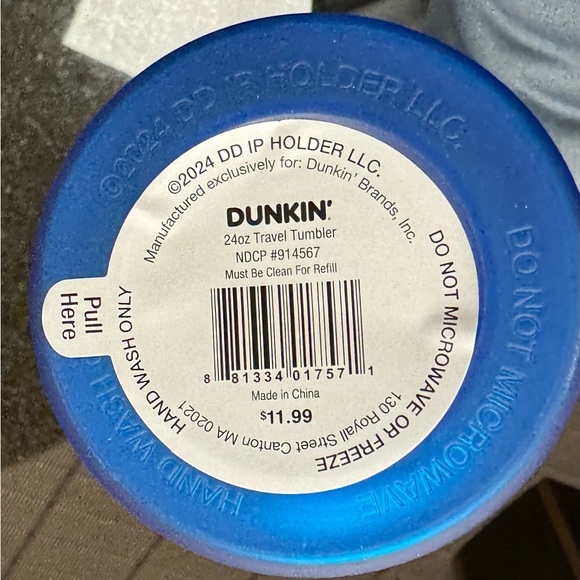 ©2024 DD IP HOLDER LLC.
©2024 DD IP HOLDER LLC.
Manufactured exclusively for: Dunkin' Brands, Inc.
DUNKIN'
24oz Travel Tumbler
NDCP #914567
Must Be Clean For Refill
8 81334 01757 1
Made in China
$11.99
Pull
Here
HAND WASH ONLY
DO NOT MICROWAVE OR FREEZE
130 Royall Street Canton MA 02021
HAND WASH
DO NOT MICROWAVE